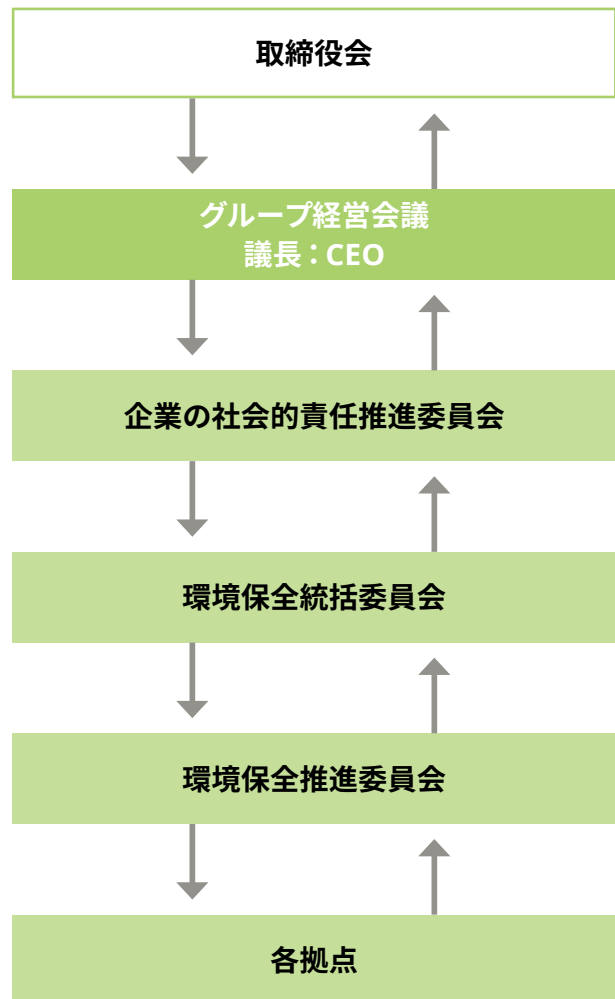 取締役会
グループ経営会議
議長：CEO
企業の社会的責任推進委員会
環境保全統括委員会
環境保全推進委員会
各拠点